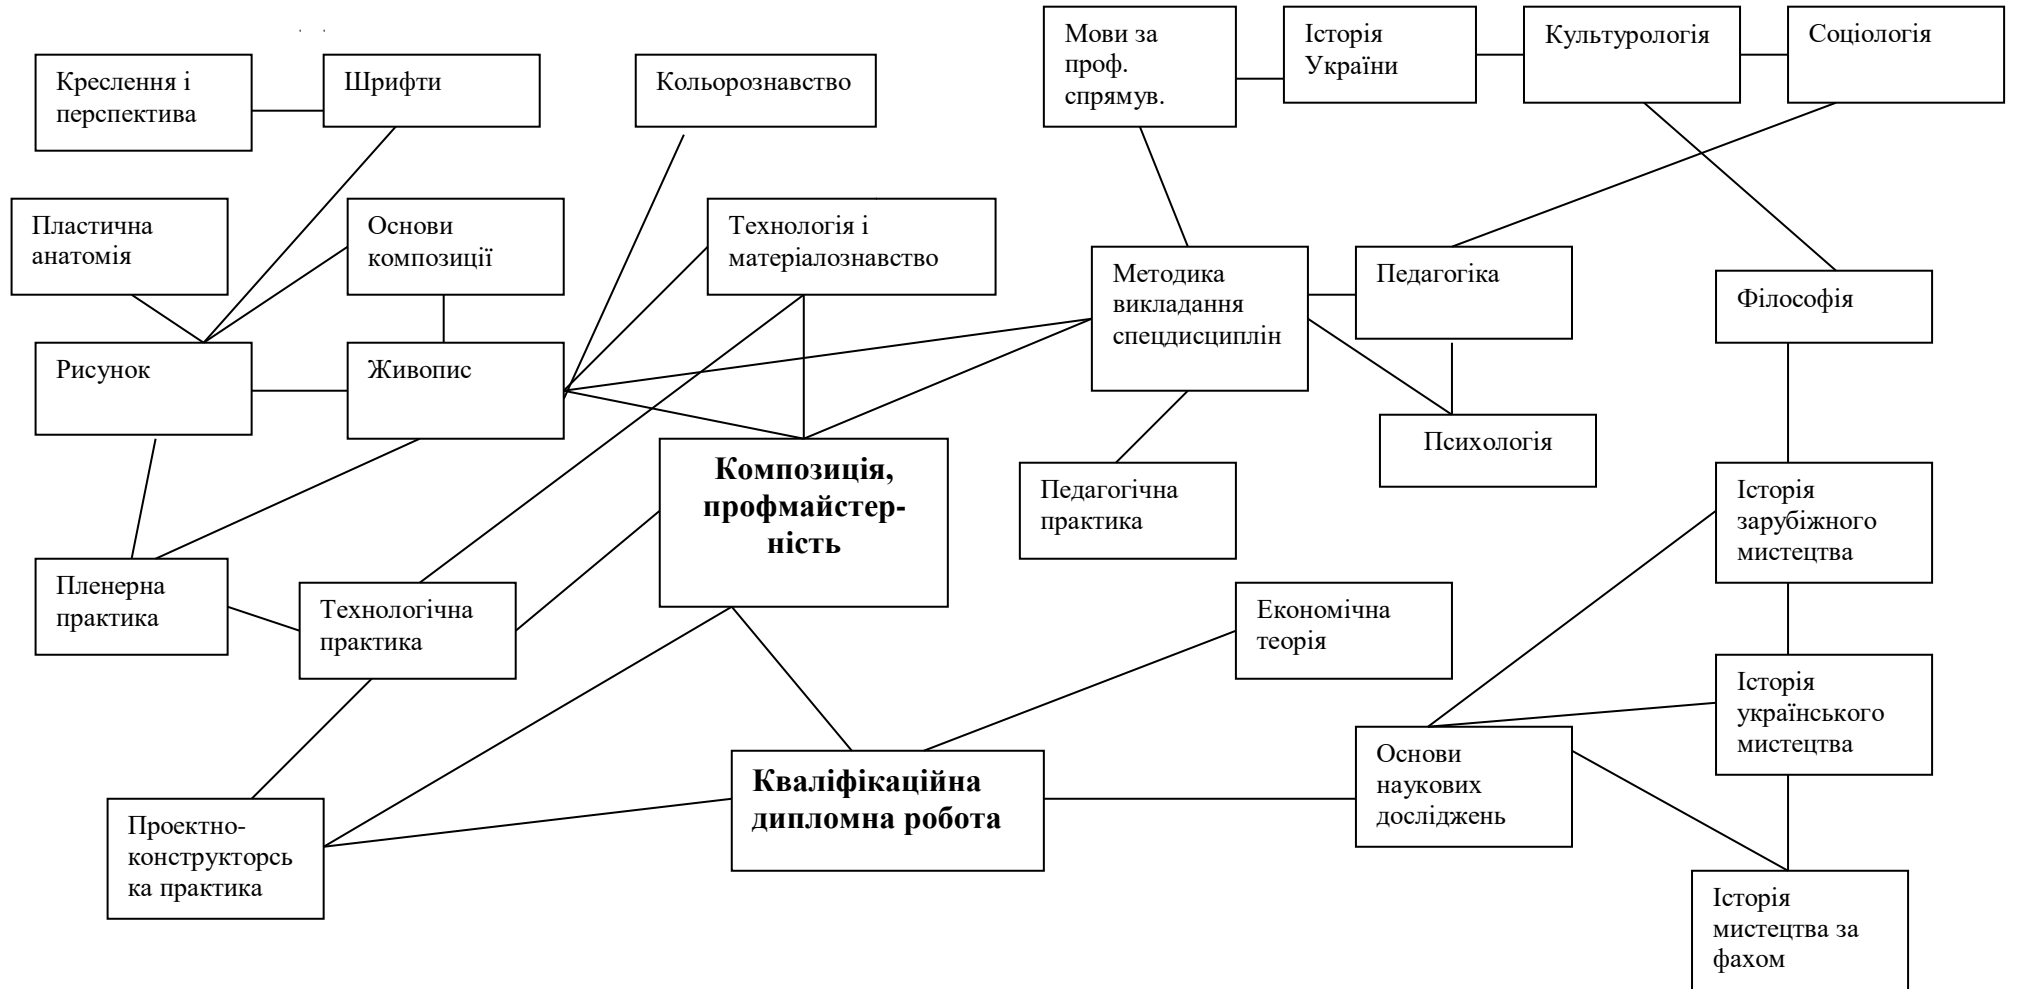 Мови за
проф.
спрямув.
Історія
України
Культурологія
Соціологія
Креслення і
перспектива
Шрифти
Кольорознавство
Пластична
анатомія
Основи
композиції
Технологія і
матеріалознавство
Методика
викладання
спецдисциплін
Педагогіка
Філософія
Рисунок
Живопис
Психологія
Композиція,
профмайстер-
ність
Педагогічна
практика
Історія
зарубіжного
мистецтва
Пленерна
практика
Технологічна
практика
Економічна
теорія
Історія
українського
мистецтва
Основи
наукових
досліджень
Кваліфікаційна
дипломна робота
Проектно-
конструкторсь
ка практика
Історія
мистецтва за
фахом